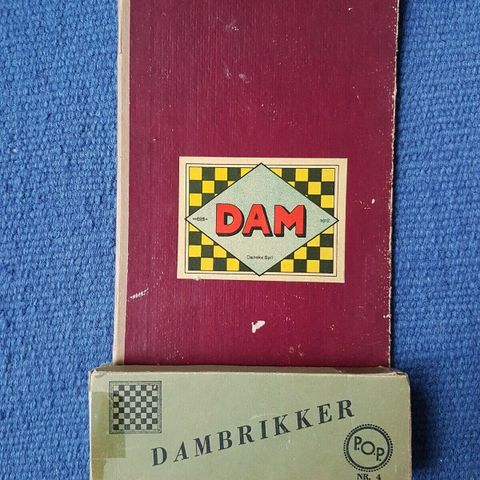 DAM
Danske Spil
DAMBRIKKER
P.O.P.
NR. 4